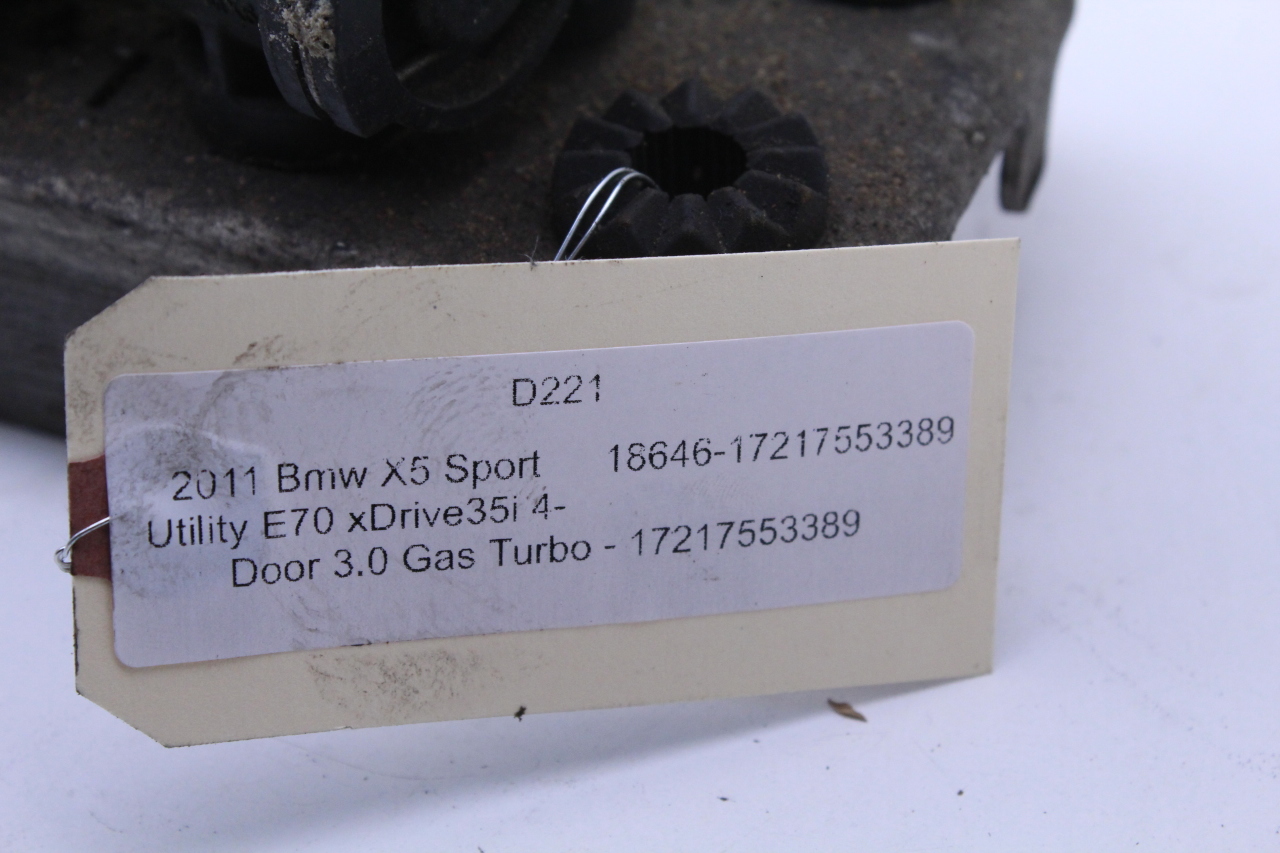 D221
2011 Bmw X5 Sport 18646-17217553389
Utility E70 xDrive35i 4-
Door 3.0 Gas Turbo - 17217553389